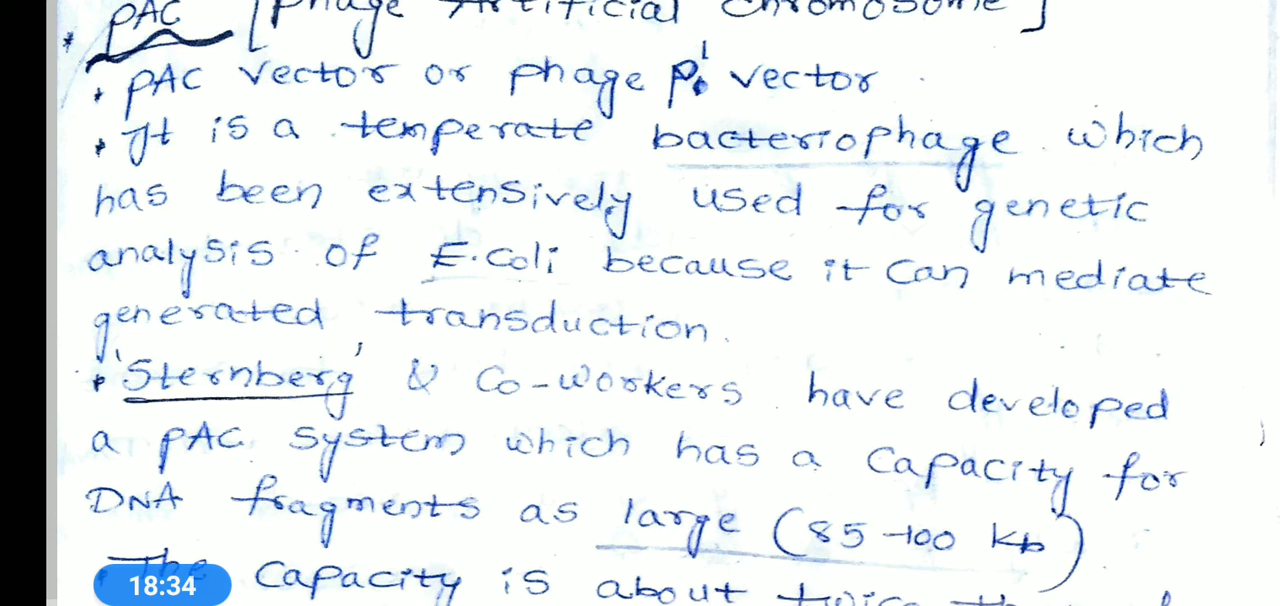 * PAC [Phage Artificial Chromosome]
• PAC vector or phage P1 vector
• It is a temperate bacteriophage which
has been extensively used for genetic
analysis of E.Coli because it can mediate
generated transduction.
• 'Sternberg' & Co-workers have developed
a PAC system which has a capacity for
DNA fragments as large (85-100 kb)
• The capacity is about twice
18:34